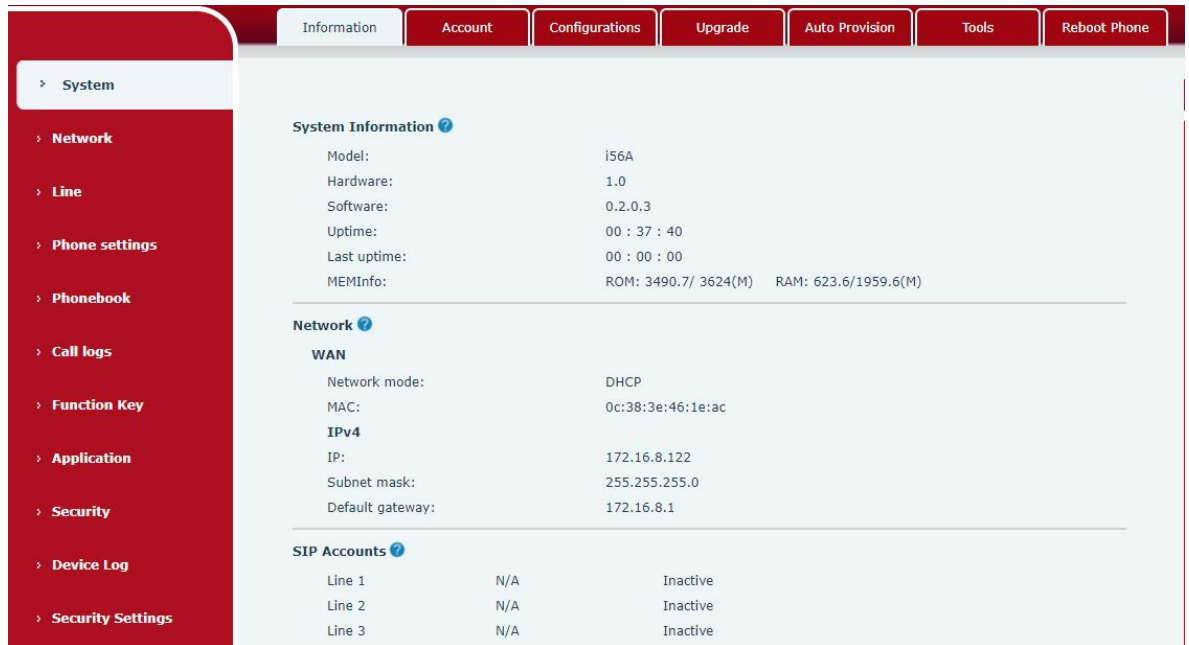 Information Account Configurations Upgrade Auto Provision Tools Reboot Phone
System
Network
Line
Phone settings
Phonebook
Call logs
Function Key
Application
Security
Device Log
Security Settings
System Information
Model: i56A
Hardware: 1.0
Software: 0.2.0.3
Uptime: 00 : 37 : 40
Last uptime: 00 : 00 : 00
MEMInfo: ROM: 3490.7/ 3624(M) RAM: 623.6/1959.6(M)
Network
WAN
Network mode: DHCP
MAC: 0c:38:3e:46:1e:ac
IPv4
IP: 172.16.8.122
Subnet mask: 255.255.255.0
Default gateway: 172.16.8.1
SIP Accounts
Line 1 N/A Inactive
Line 2 N/A Inactive
Line 3 N/A Inactive